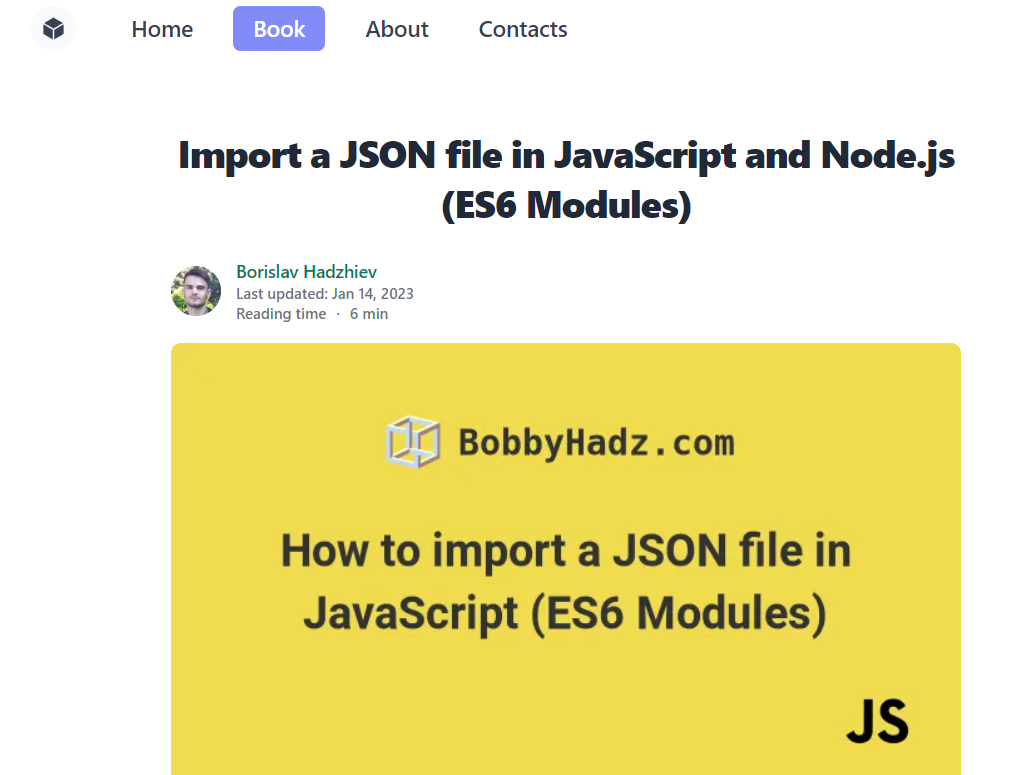 Home Book About Contacts
Import a JSON file in JavaScript and Node.js
(ES6 Modules)
Borislav Hadzhiev
Last updated: Jan 14, 2023
Reading time · 6 min
BobbyHadz.com
How to import a JSON file in
JavaScript (ES6 Modules)
JS